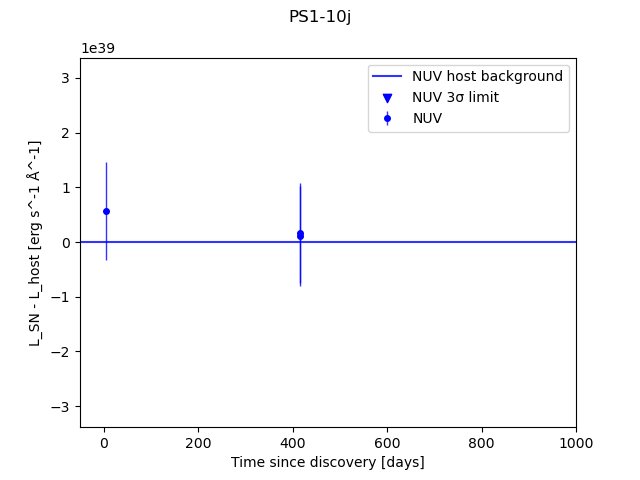 PS1-10j
1e39
NUV host background
NUV 3σ limit
NUV
3
2
1
0
−1
−2
−3
L_SN - L_host [erg s^-1 Å^-1]
0 200 400 600 800 1000
Time since discovery [days]